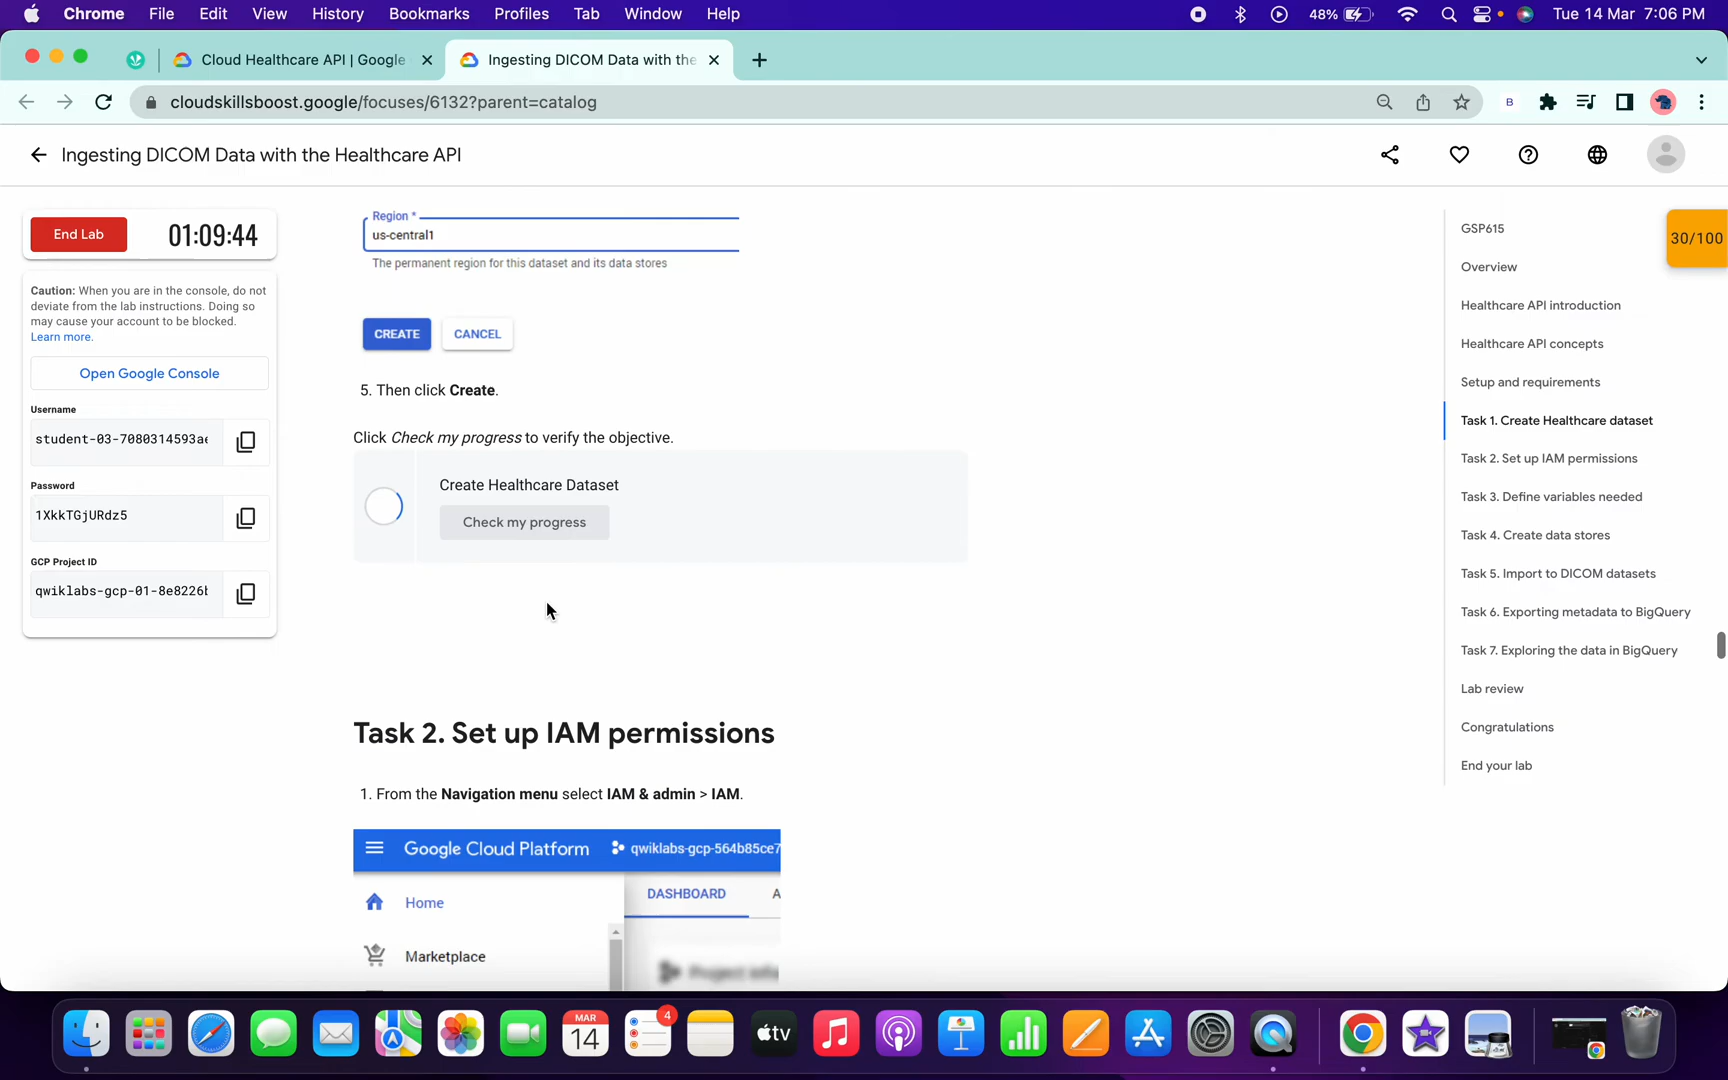 Chrome File Edit View History Bookmarks Profiles Tab Window Help
48% Tue 14 Mar 7:06 PM
Cloud Healthcare API | Google
Ingesting DICOM Data with the
cloudskillsboost.google/focuses/6132?parent=catalog
B
Ingesting DICOM Data with the Healthcare API
End Lab
01:09:44
Caution: When you are in the console, do not
deviate from the lab instructions. Doing so
may cause your account to be blocked.
Learn more.
Open Google Console
Username
student-03-7080314593ae
Password
1XkkTGjURdz5
GCP Project ID
qwiklabs-gcp-01-8e8226b
Region *
us-central1
The permanent region for this dataset and its data stores
CREATE CANCEL
5. Then click Create.
Click Check my progress to verify the objective.
Create Healthcare Dataset
Check my progress
Task 2. Set up IAM permissions
1. From the Navigation menu select IAM & admin > IAM.
Google Cloud Platform
qwiklabs-gcp-564b85ce7
Home
DASHBOARD
A
Marketplace
GSP615
Overview
Healthcare API introduction
Healthcare API concepts
Setup and requirements
Task 1. Create Healthcare dataset
Task 2. Set up IAM permissions
Task 3. Define variables needed
Task 4. Create data stores
Task 5. Import to DICOM datasets
Task 6. Exporting metadata to BigQuery
Task 7. Exploring the data in BigQuery
Lab review
Congratulations
End your lab
30/100
MAR
14
4
tv